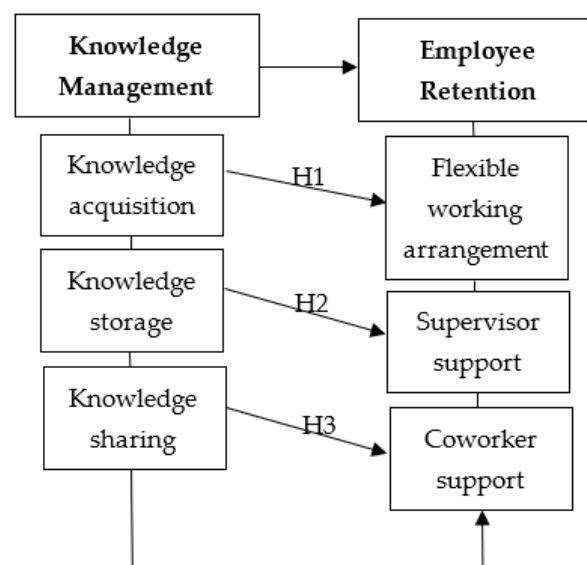 Knowledge
Management
Employee
Retention
Knowledge
acquisition
H1
Flexible
working
arrangement
Knowledge
storage
H2
Supervisor
support
Knowledge
sharing
H3
Coworker
support